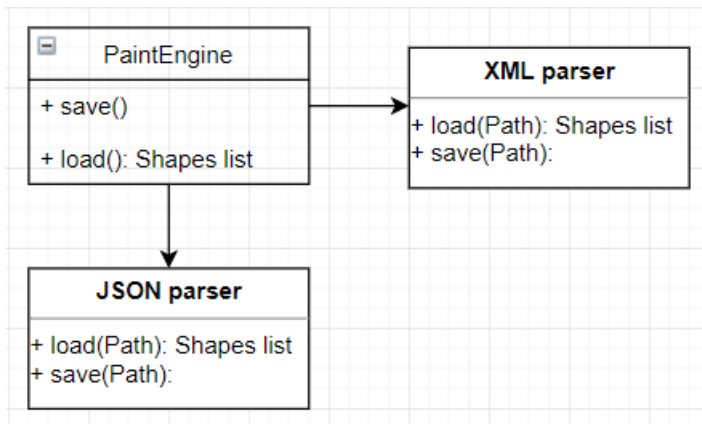 PaintEngine
+ save()
+ load(): Shapes list
XML parser
+ load(Path): Shapes list
+ save(Path):
JSON parser
+ load(Path): Shapes list
+ save(Path):